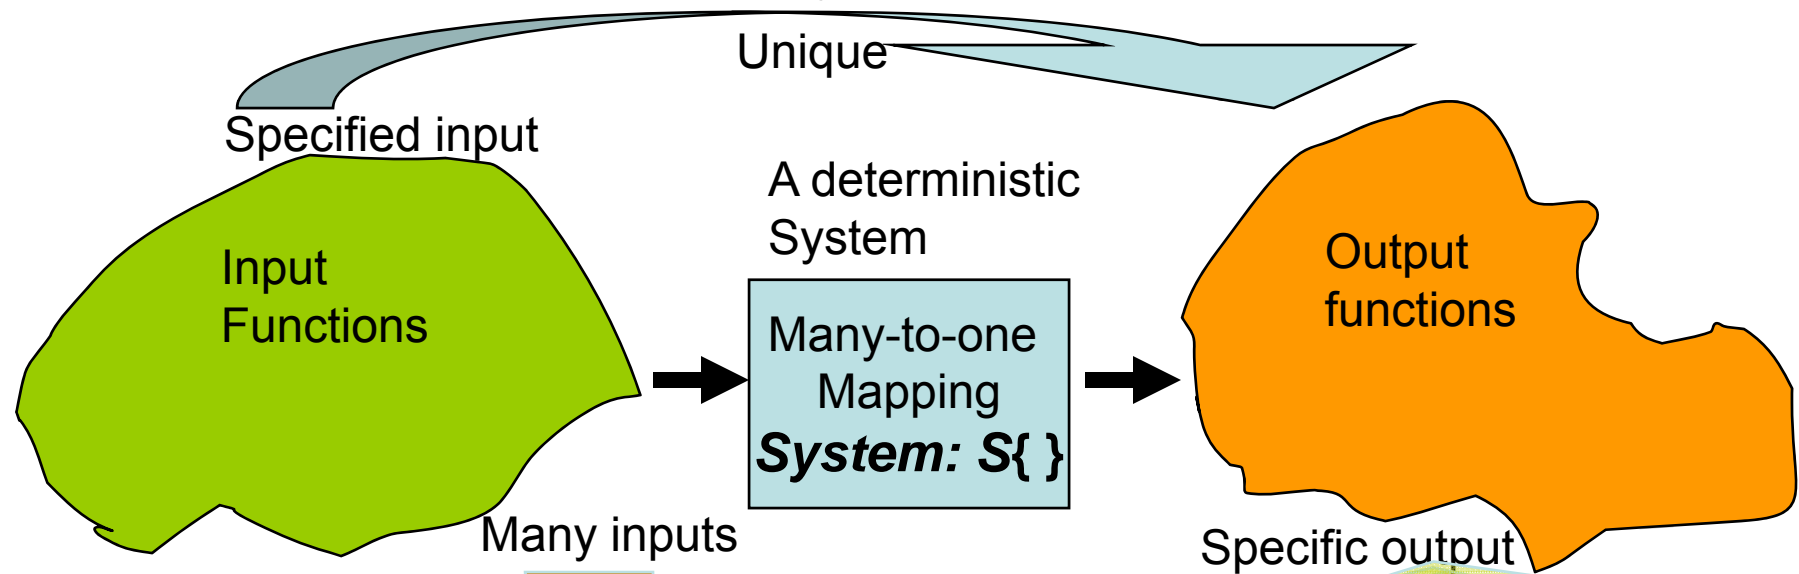 Unique
Specified input
A deterministic
System
Input
Functions
Output
functions
Many-to-one
Mapping
System: S{ }
Many inputs
Specific output